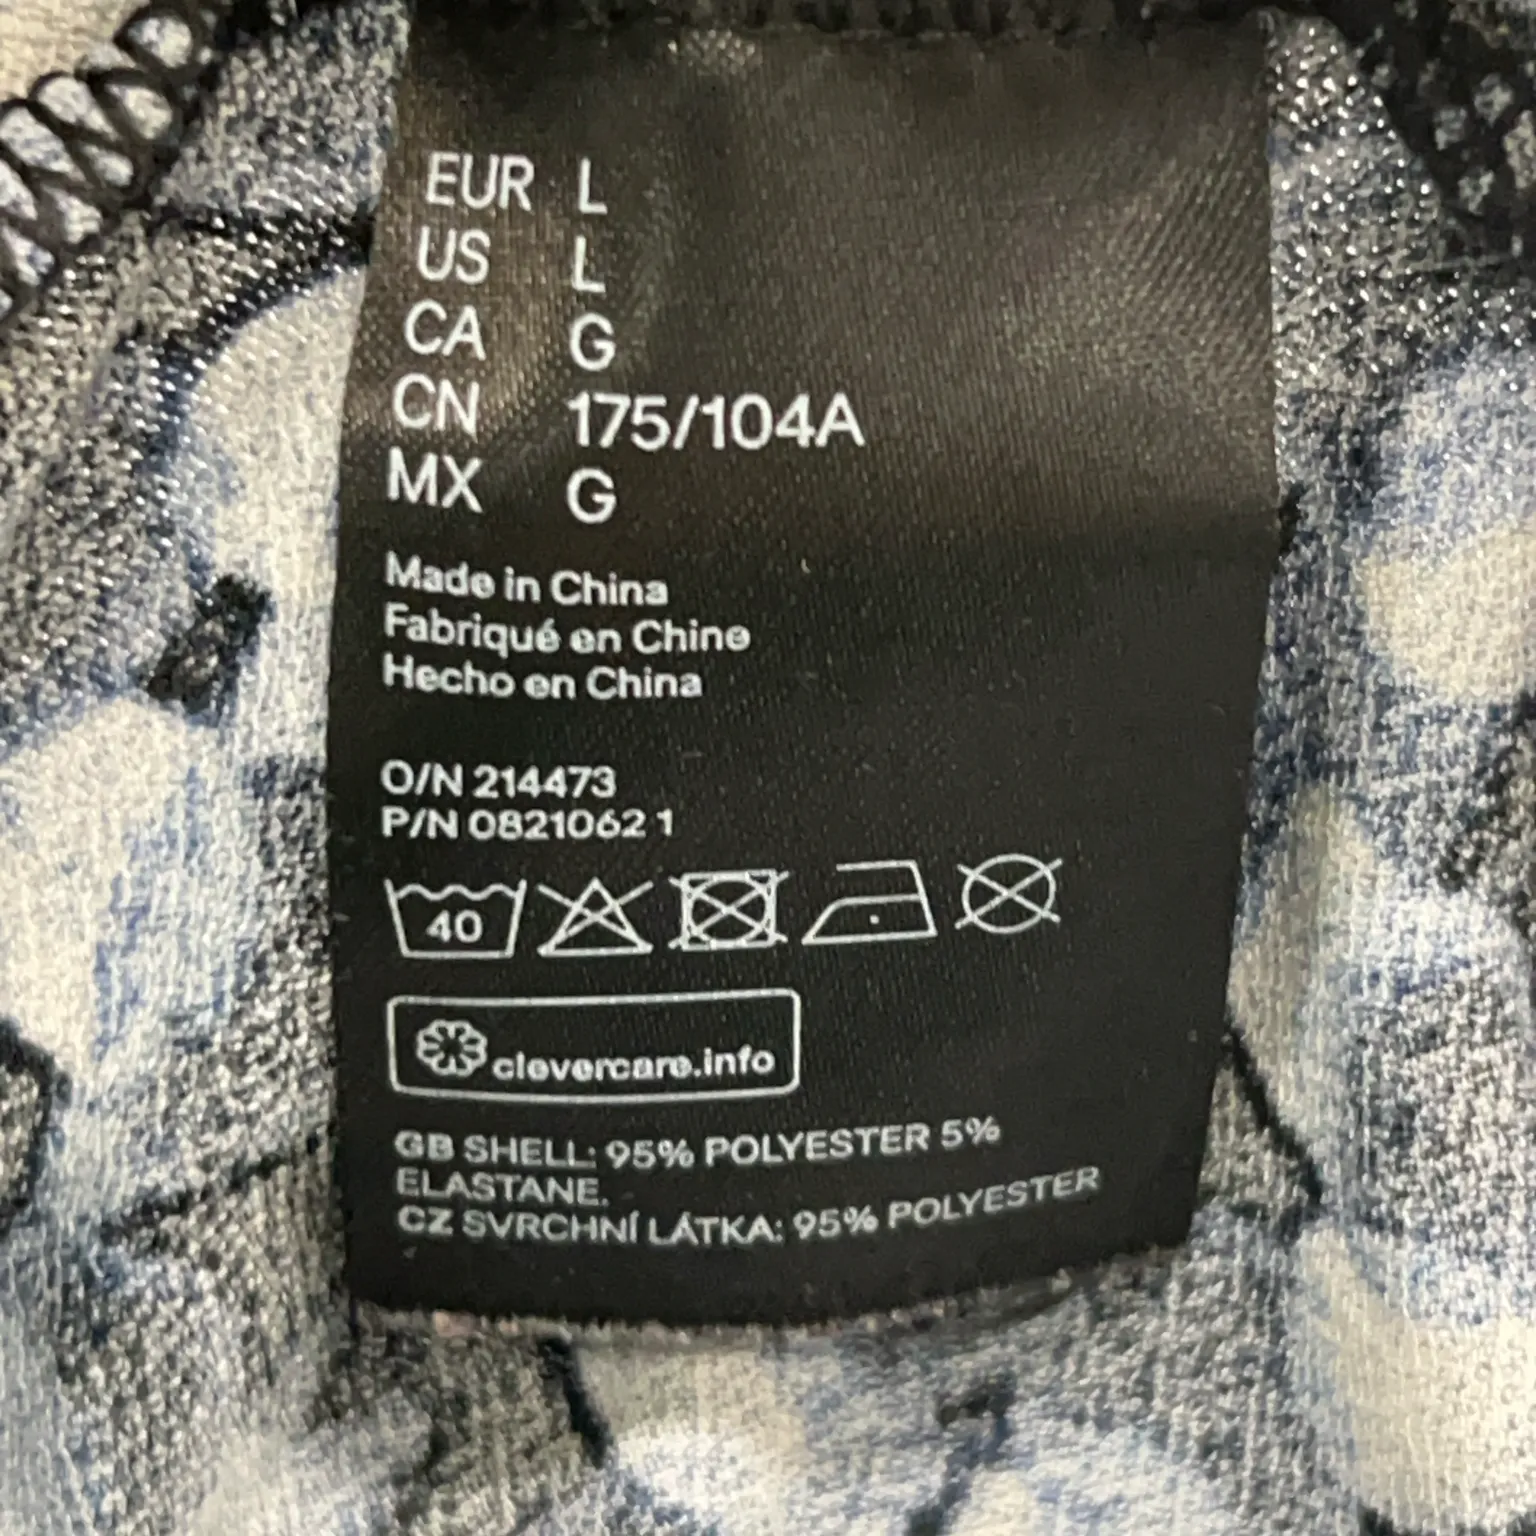 EUR L
US L
CA G
CN 175/104A
MX G
Made in China
Fabriqué en Chine
Hecho en China
O/N 214473
P/N 0821062 1
40
clevercare.info
GB SHELL: 95% POLYESTER 5%
ELASTANE.
CZ SVRCHNÍ LÁTKA: 95% POLYESTER